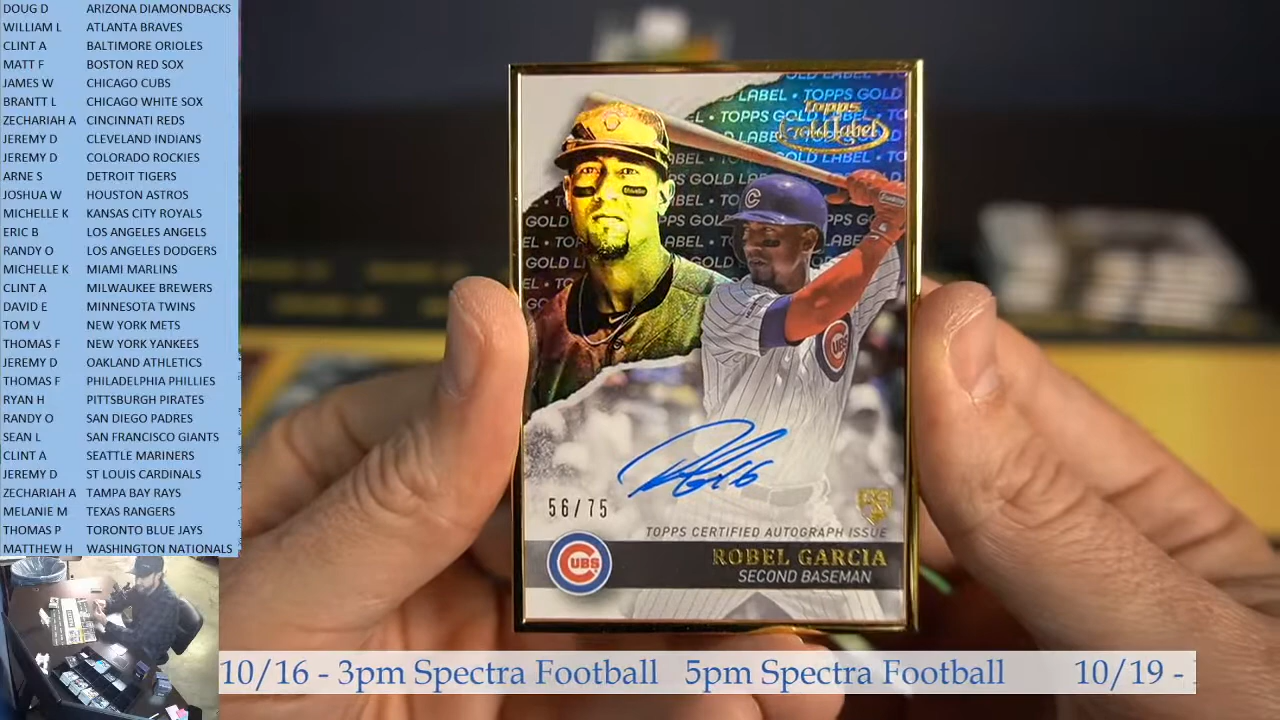 DOUG D ARIZONA DIAMONDBACKS
WILLIAM L ATLANTA BRAVES
CLINT A BALTIMORE ORIOLES
MATT F BOSTON RED SOX
JAMES W CHICAGO CUBS
BRANTT L CHICAGO WHITE SOX
ZECHARIAH A CINCINNATI REDS
JEREMY D CLEVELAND INDIANS
JEREMY D COLORADO ROCKIES
ARNE S DETROIT TIGERS
JOSHUA W HOUSTON ASTROS
MICHELLE K KANSAS CITY ROYALS
ERIC B LOS ANGELES ANGELS
RANDY O LOS ANGELES DODGERS
MICHELLE K MIAMI MARLINS
CLINT A MILWAUKEE BREWERS
DAVID E MINNESOTA TWINS
TOM V NEW YORK METS
THOMAS F NEW YORK YANKEES
JEREMY D OAKLAND ATHLETICS
THOMAS F PHILADELPHIA PHILLIES
RYAN H PITTSBURGH PIRATES
RANDY O SAN DIEGO PADRES
SEAN L SAN FRANCISCO GIANTS
CLINT A SEATTLE MARINERS
JEREMY D ST LOUIS CARDINALS
ZECHARIAH A TAMPA BAY RAYS
MELANIE M TEXAS RANGERS
THOMAS P TORONTO BLUE JAYS
MATTHEW H WASHINGTON NATIONALS
LABEL • TOPPS GOLD
Topps
Gold Label
56/75
TOPPS CERTIFIED AUTOGRAPH ISSUE
ROBEL GARCIA
SECOND BASEMAN
CUBS
10/16 - 3pm Spectra Football 5pm Spectra Football 10/19 -